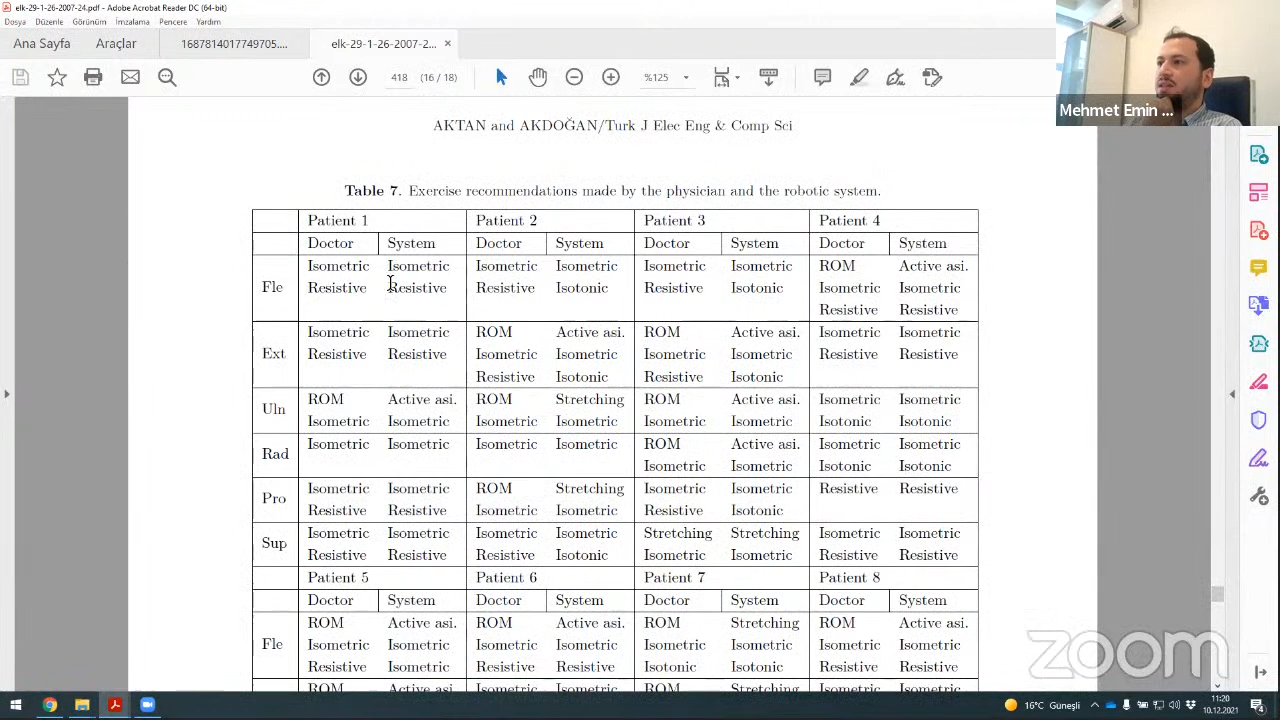 elk-29-1-26-2007-24.pdf - Adobe Acrobat Reader DC (64-bit)
Dosya Düzenle Görünüm İmzalama Pencere Yardım
Ana Sayfa Araçlar 1687814017749705.... elk-29-1-26-2007-2... ×
418 (16 / 18) %125
Mehmet Emin ...
AKTAN and AKDOĞAN/Turk J Elec Eng & Comp Sci
Table 7. Exercise recommendations made by the physician and the robotic system.
Patient 1 Patient 2 Patient 3 Patient 4
Doctor System Doctor System Doctor System Doctor System
Fle
Isometric Isometric Isometric Isometric Isometric Isometric ROM Active asi.
Resistive Resistive Resistive Isotonic Resistive Isotonic Isometric Isometric
Resistive Resistive
Ext
Isometric Isometric ROM Active asi. ROM Active asi. Isometric Isometric
Resistive Resistive Isometric Isometric Isometric Isometric Resistive Resistive
Resistive Isotonic Resistive Isotonic
Uln
ROM Active asi. ROM Stretching ROM Active asi. Isometric Isometric
Isometric Isometric Isometric Isometric Isometric Isometric Isotonic Isotonic
Rad
Isometric Isometric Isometric Isometric ROM Active asi. Isometric Isometric
Isometric Isometric Isotonic Isotonic
Pro
Isometric Isometric ROM Stretching Isometric Isometric Resistive Resistive
Resistive Resistive Isometric Isometric Resistive Isotonic
Sup
Isometric Isometric Isometric Isometric Stretching Stretching Isometric Isometric
Resistive Resistive Resistive Isotonic Isometric Isometric Resistive Resistive
Patient 5 Patient 6 Patient 7 Patient 8
Doctor System Doctor System Doctor System Doctor System
Fle
ROM Active asi. ROM Active asi. ROM Stretching ROM Active asi.
Isometric Isometric Isometric Isometric Isometric Isometric Isometric Isometric
Resistive Isometric Resistive Resistive Isotonic Isotonic Resistive Resistive
ROM Active asi. Isometric Isometric ROM Stretching Isometric Isometric
zoom
16°C Güneşli
11:20
10.12.2021
4